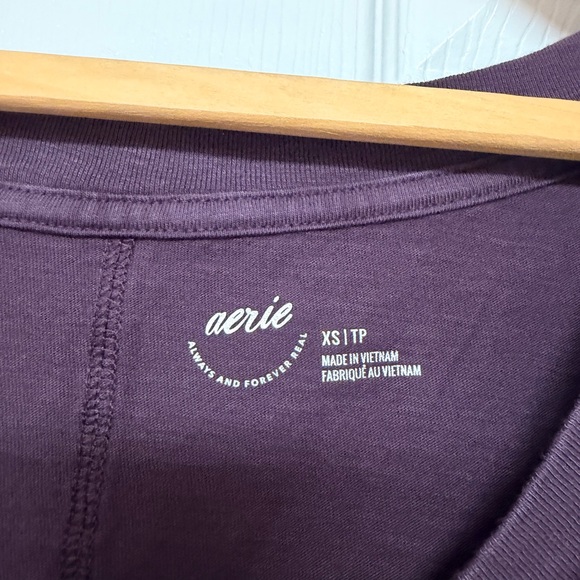 aerie
ALWAYS AND FOREVER REAL
XS | TP
MADE IN VIETNAM
FABRIQUÉ AU VIETNAM